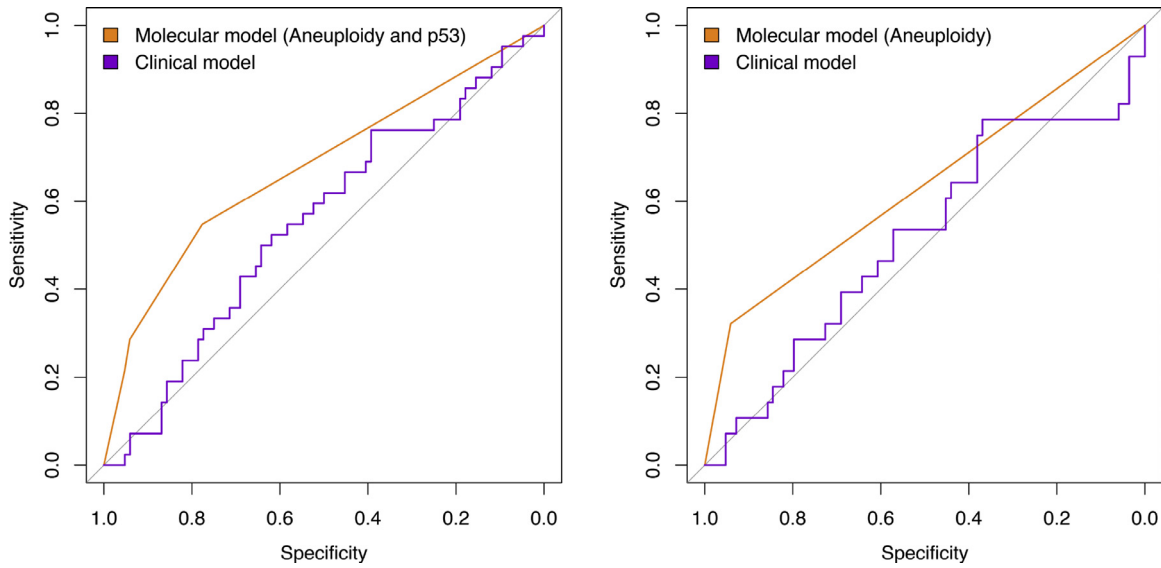 Molecular model (Aneuploidy and p53)
Clinical model
Sensitivity
1.0
0.8
0.6
0.4
0.2
0.0
1.0 0.8 0.6 0.4 0.2 0.0
Specificity
Molecular model (Aneuploidy)
Clinical model
Sensitivity
1.0
0.8
0.6
0.4
0.2
0.0
1.0 0.8 0.6 0.4 0.2 0.0
Specificity